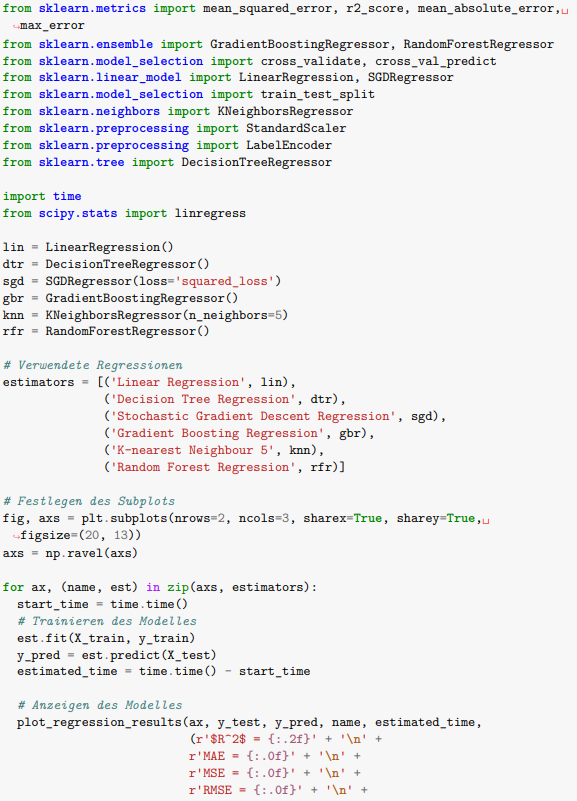 from sklearn.metrics import mean_squared_error, r2_score, mean_absolute_error,␣
↪max_error
from sklearn.ensemble import GradientBoostingRegressor, RandomForestRegressor
from sklearn.model_selection import cross_validate, cross_val_predict
from sklearn.linear_model import LinearRegression, SGDRegressor
from sklearn.model_selection import train_test_split
from sklearn.neighbors import KNeighborsRegressor
from sklearn.preprocessing import StandardScaler
from sklearn.preprocessing import LabelEncoder
from sklearn.tree import DecisionTreeRegressor

import time
from scipy.stats import linregress

lin = LinearRegression()
dtr = DecisionTreeRegressor()
sgd = SGDRegressor(loss='squared_loss')
gbr = GradientBoostingRegressor()
knn = KNeighborsRegressor(n_neighbors=5)
rfr = RandomForestRegressor()

# Verwendete Regressionen
estimators = [('Linear Regression', lin),
              ('Decision Tree Regression', dtr),
              ('Stochastic Gradient Descent Regression', sgd),
              ('Gradient Boosting Regression', gbr),
              ('K-nearest Neighbour 5', knn),
              ('Random Forest Regression', rfr)]

# Festlegen des Subplots
fig, axs = plt.subplots(nrows=2, ncols=3, sharex=True, sharey=True,␣
↪figsize=(20, 13))
axs = np.ravel(axs)

for ax, (name, est) in zip(axs, estimators):
  start_time = time.time()
  # Trainieren des Modelles
  est.fit(X_train, y_train)
  y_pred = est.predict(X_test)
  estimated_time = time.time() - start_time

  # Anzeigen des Modelles
  plot_regression_results(ax, y_test, y_pred, name, estimated_time,
                          (r'$R^2$ = {:.2f}' + '\n' +
                          r'MAE = {:.0f}' + '\n' +
                          r'MSE = {:.0f}' + '\n' +
                          r'RMSE = {:.0f}' + '\n' +